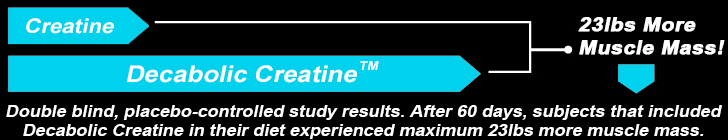 Creatine
23lbs More
Muscle Mass!
Decabolic Creatine™
Double blind, placebo-controlled study results. After 60 days, subjects that included
Decabolic Creatine in their diet experienced maximum 23lbs more muscle mass.